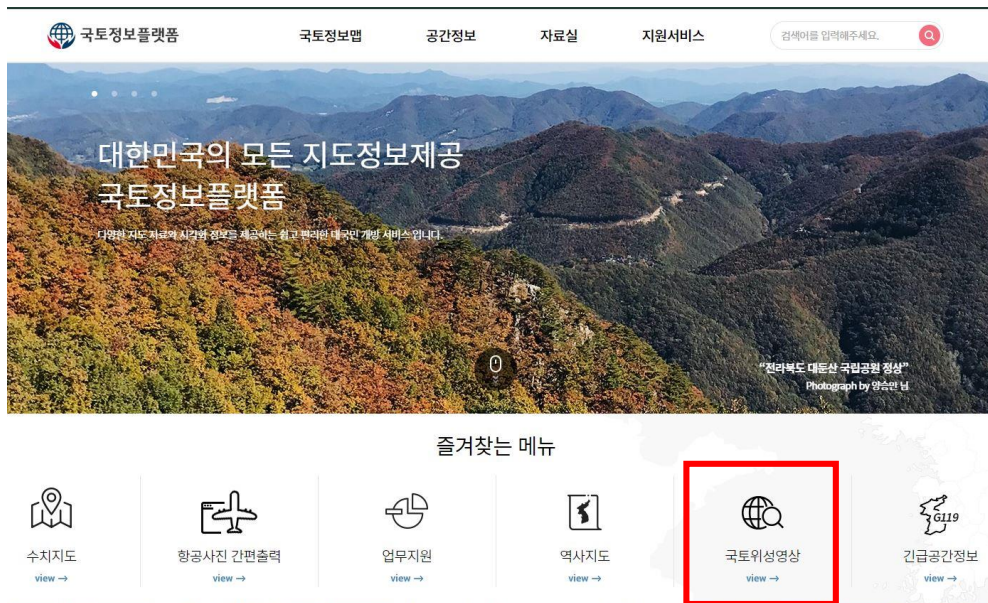 국토정보플랫폼
국토정보맵
공간정보
자료실
지원서비스
검색어를 입력해주세요.
대한민국의 모든 지도정보제공
국토정보플랫폼
다양한 지도 자료와 시각화 정보를 제공하는 쉽고 편리한 대국민 개방 서비스 입니다.
“전라북도 대둔산 국립공원 정상”
Photograph by 양승만 님
즐겨찾는 메뉴
G119
수치지도
항공사진 간편출력
업무지원
역사지도
국토위성영상
긴급공간정보
view →
view →
view →
view →
view →
view →